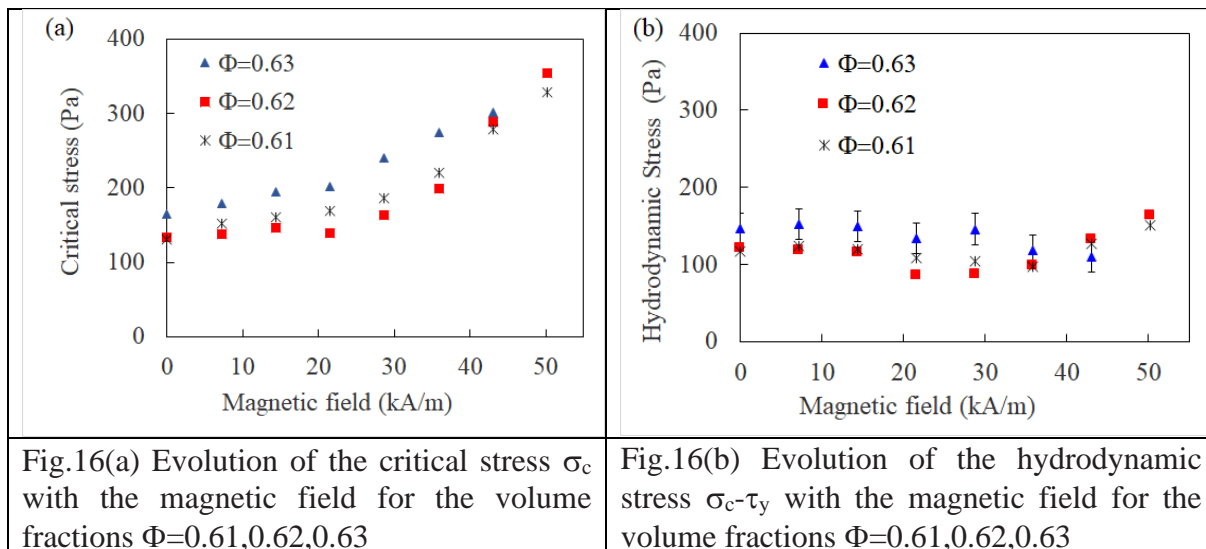 (a)
400
300
200
100
0
Critical stress (Pa)
Φ=0.63
Φ=0.62
Φ=0.61
0 10 20 30 40 50
Magnetic field (kA/m)
(b)
400
300
200
100
0
Hydrodynamic Stress (Pa)
Φ=0.63
Φ=0.62
Φ=0.61
0 10 20 30 40 50
Magnetic field (kA/m)
Fig.16(a) Evolution of the critical stress σc
with the magnetic field for the volume
fractions Φ=0.61,0.62,0.63
Fig.16(b) Evolution of the hydrodynamic
stress σc-τy with the magnetic field for the
volume fractions Φ=0.61,0.62,0.63